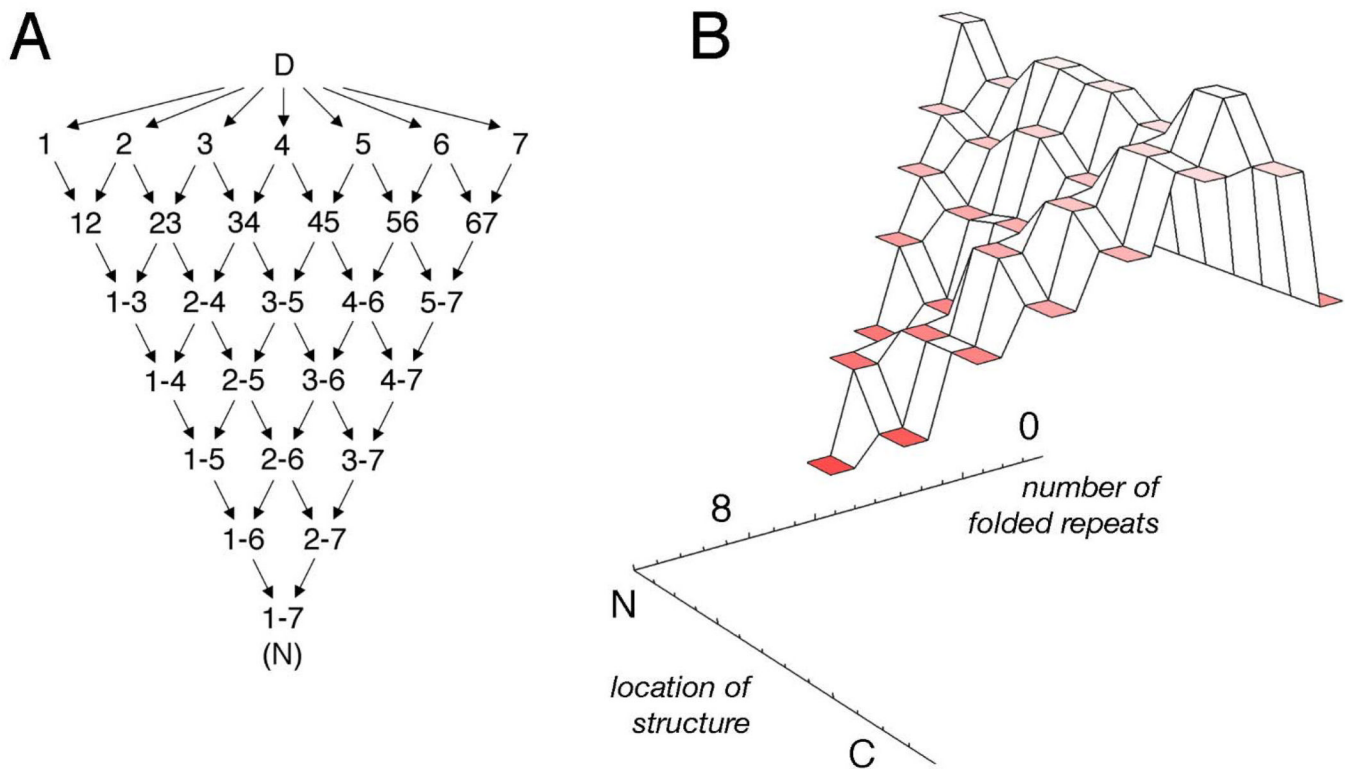 A
D
1 2 3 4 5 6 7
12 23 34 45 56 67
1-3 2-4 3-5 4-6 5-7
1-4 2-5 3-6 4-7
1-5 2-6 3-7
1-6 2-7
1-7
(N)
B
0
number of
folded repeats
8
N
location of
structure
C